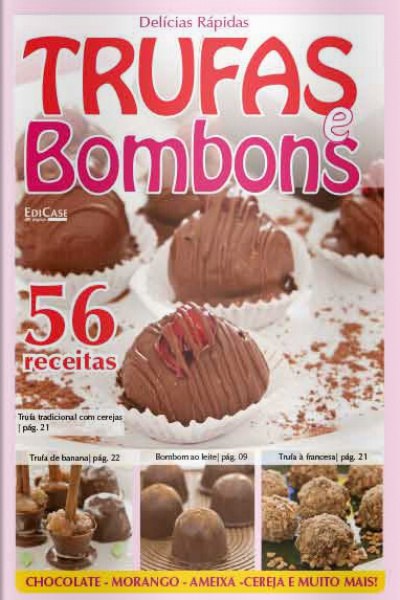 Delícias Rápidas
TRUFAS
e
Bombons
EDICASE
56
receitas
Trufa tradicional com cerejas
| pág. 21
Trufa de banana| pág. 22
Bombom ao leite| pág. 09
Trufa à francesa| pág. 21
CHOCOLATE - MORANGO - AMEIXA -CEREJA E MUITO MAIS!